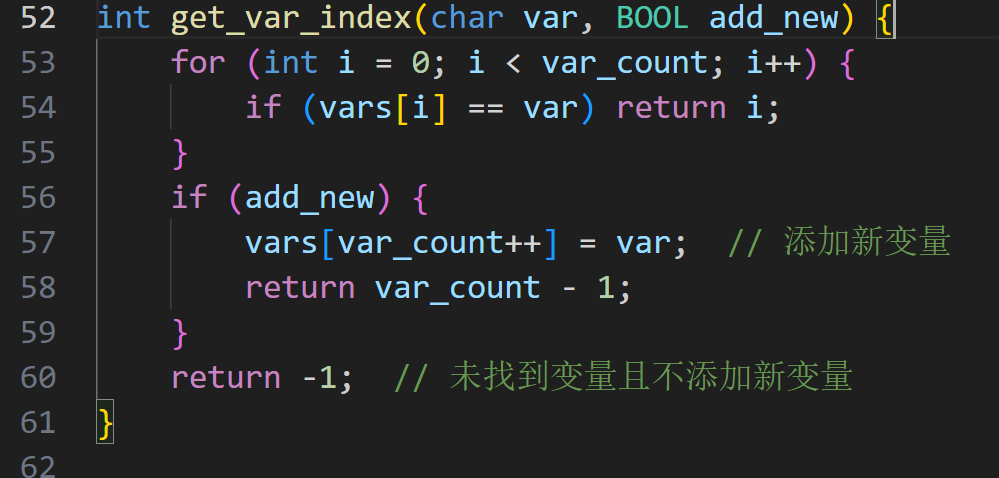 52 int get_var_index(char var, BOOL add_new) {
53 for (int i = 0; i < var_count; i++) {
54 if (vars[i] == var) return i;
55 }
56 if (add_new) {
57 vars[var_count++] = var; // 添加新变量
58 return var_count - 1;
59 }
60 return -1; // 未找到变量且不添加新变量
61 }
62